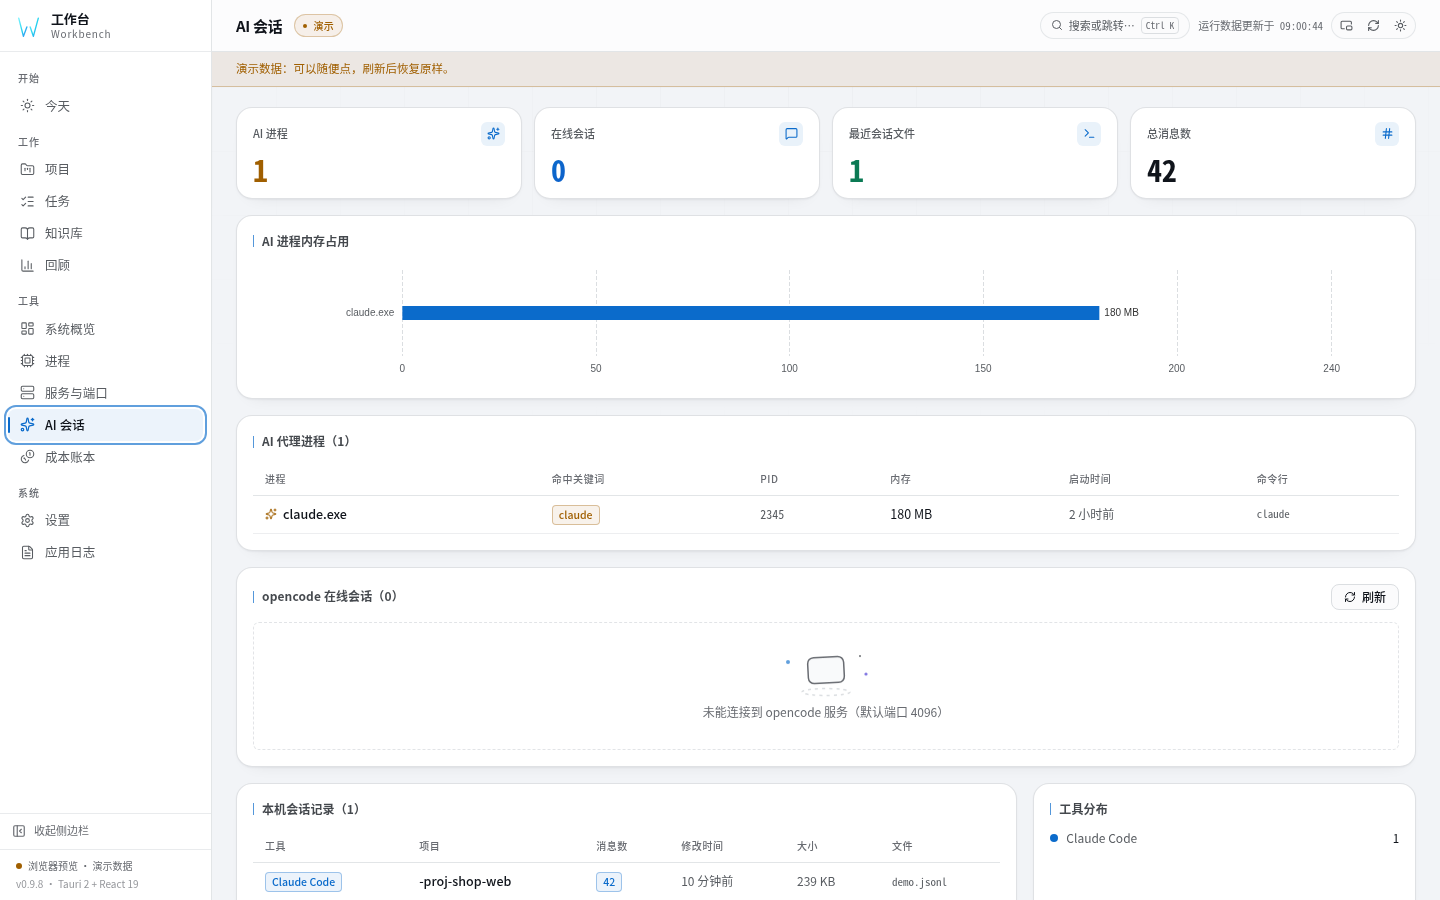 工作台
Workbench
开始
今天
工作
项目
任务
知识库
回顾
工具
系统概览
进程
服务与端口
AI 会话
成本账本
系统
设置
应用日志
收起侧边栏
浏览器预览 · 演示数据
v0.9.8 · Tauri 2 + React 19
AI 会话
演示
搜索或跳转… Ctrl K
运行数据更新于 09:00:44
演示数据：可以随便点，刷新后恢复原样。
AI 进程
1
在线会话
0
最近会话文件
1
总消息数
42
AI 进程内存占用
claude.exe
180 MB
0 50 100 150 200 240
AI 代理进程（1）
进程 命中关键词 PID 内存 启动时间 命令行
claude.exe claude 2345 180 MB 2 小时前 claude
opencode 在线会话（0）
刷新
未能连接到 opencode 服务（默认端口 4096）
本机会话记录（1）
工具 项目 消息数 修改时间 大小 文件
Claude Code -proj-shop-web 42 10 分钟前 239 KB demo.jsonl
工具分布
Claude Code 1